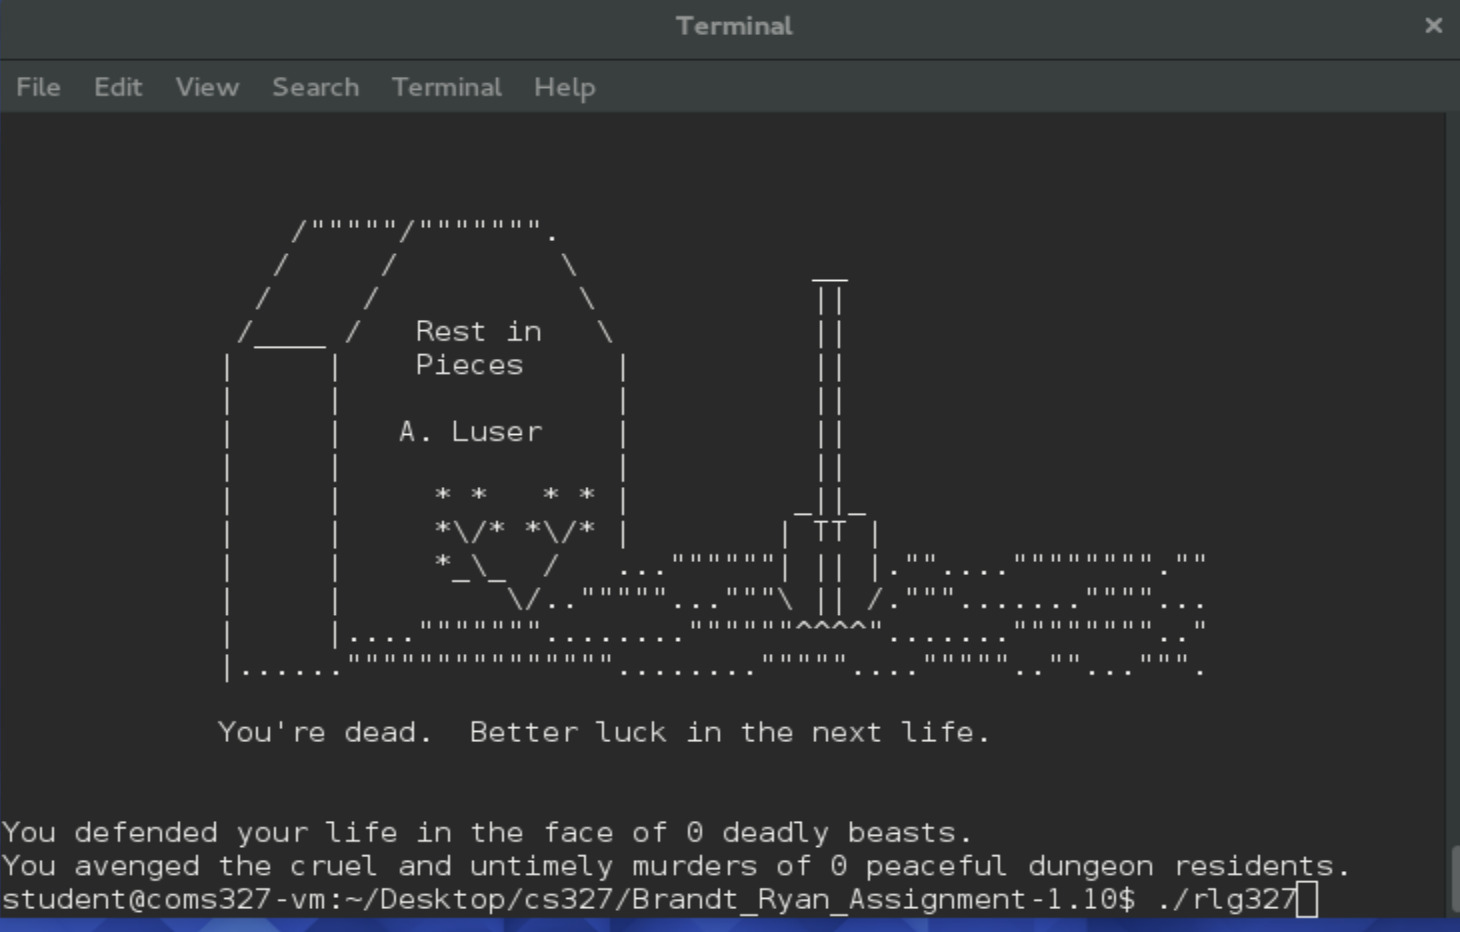 Terminal
File Edit View Search Terminal Help
Rest in
Pieces
A. Luser
You're dead.  Better luck in the next life.
You defended your life in the face of 0 deadly beasts.
You avenged the cruel and untimely murders of 0 peaceful dungeon residents.
student@coms327-vm:~/Desktop/cs327/Brandt_Ryan_Assignment-1.10$ ./rlg327